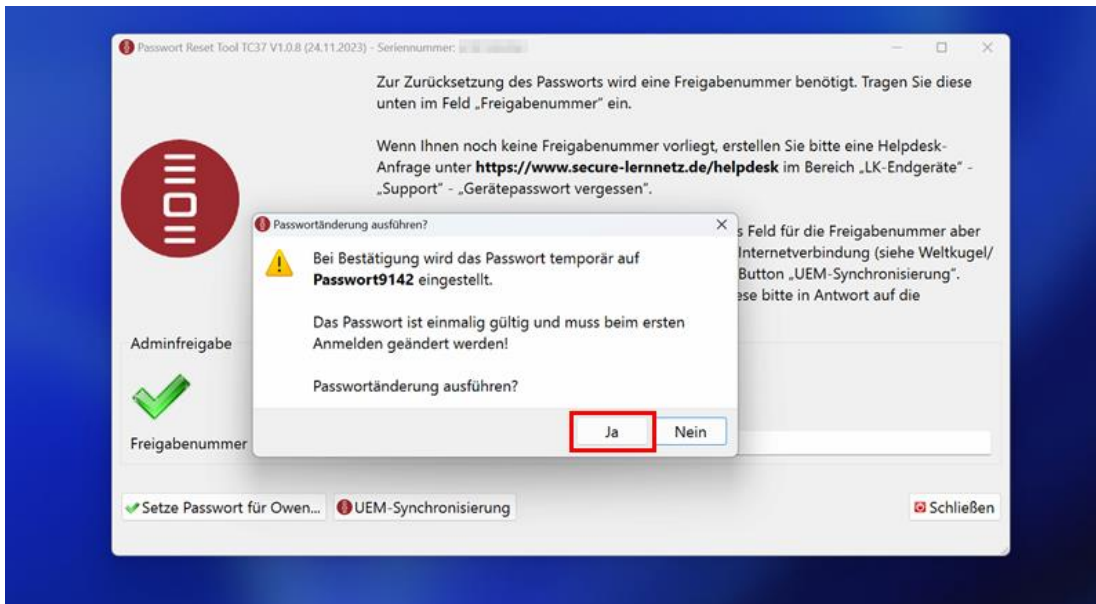 Passwort Reset Tool TC37 V1.0.8 (24.11.2023) - Seriennummer:
Zur Zurücksetzung des Passworts wird eine Freigabenummer benötigt. Tragen Sie diese
unten im Feld „Freigabenummer" ein.
Wenn Ihnen noch keine Freigabenummer vorliegt, erstellen Sie bitte eine Helpdesk-
Anfrage unter https://www.secure-lernnetz.de/helpdesk im Bereich „LK-Endgeräte" -
„Support" - „Gerätepasswort vergessen".
s Feld für die Freigabenummer aber
Internetverbindung (siehe Weltkugel/
Button „UEM-Synchronisierung".
ese bitte in Antwort auf die
Passwortänderung ausführen?
Bei Bestätigung wird das Passwort temporär auf
Passwort9142 eingestellt.
Das Passwort ist einmalig gültig und muss beim ersten
Anmelden geändert werden!
Passwortänderung ausführen?
Ja Nein
Adminfreigabe
Freigabenummer
Setze Passwort für Owen... UEM-Synchronisierung Schließen